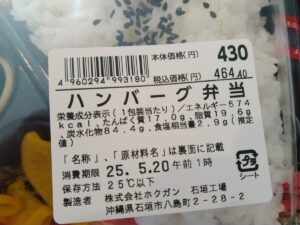 本体価格(円) 430
税込価格(円) 464.40
4 960294 993180
ハンバーグ弁当
栄養成分表示(1包装当たり)/エネルギー574
kcal、たんぱく質17.0g、脂質19.6g
、炭水化物84.4g、食塩相当量2.9g(推定
値)
「名称」、「原材料名」は裏面に記載
消費期限 25. 5.20午前1時
保存方法 25℃以下
製造者 株式会社ホクガン 石垣工場
沖縄県石垣市八島町2-28-2
シート